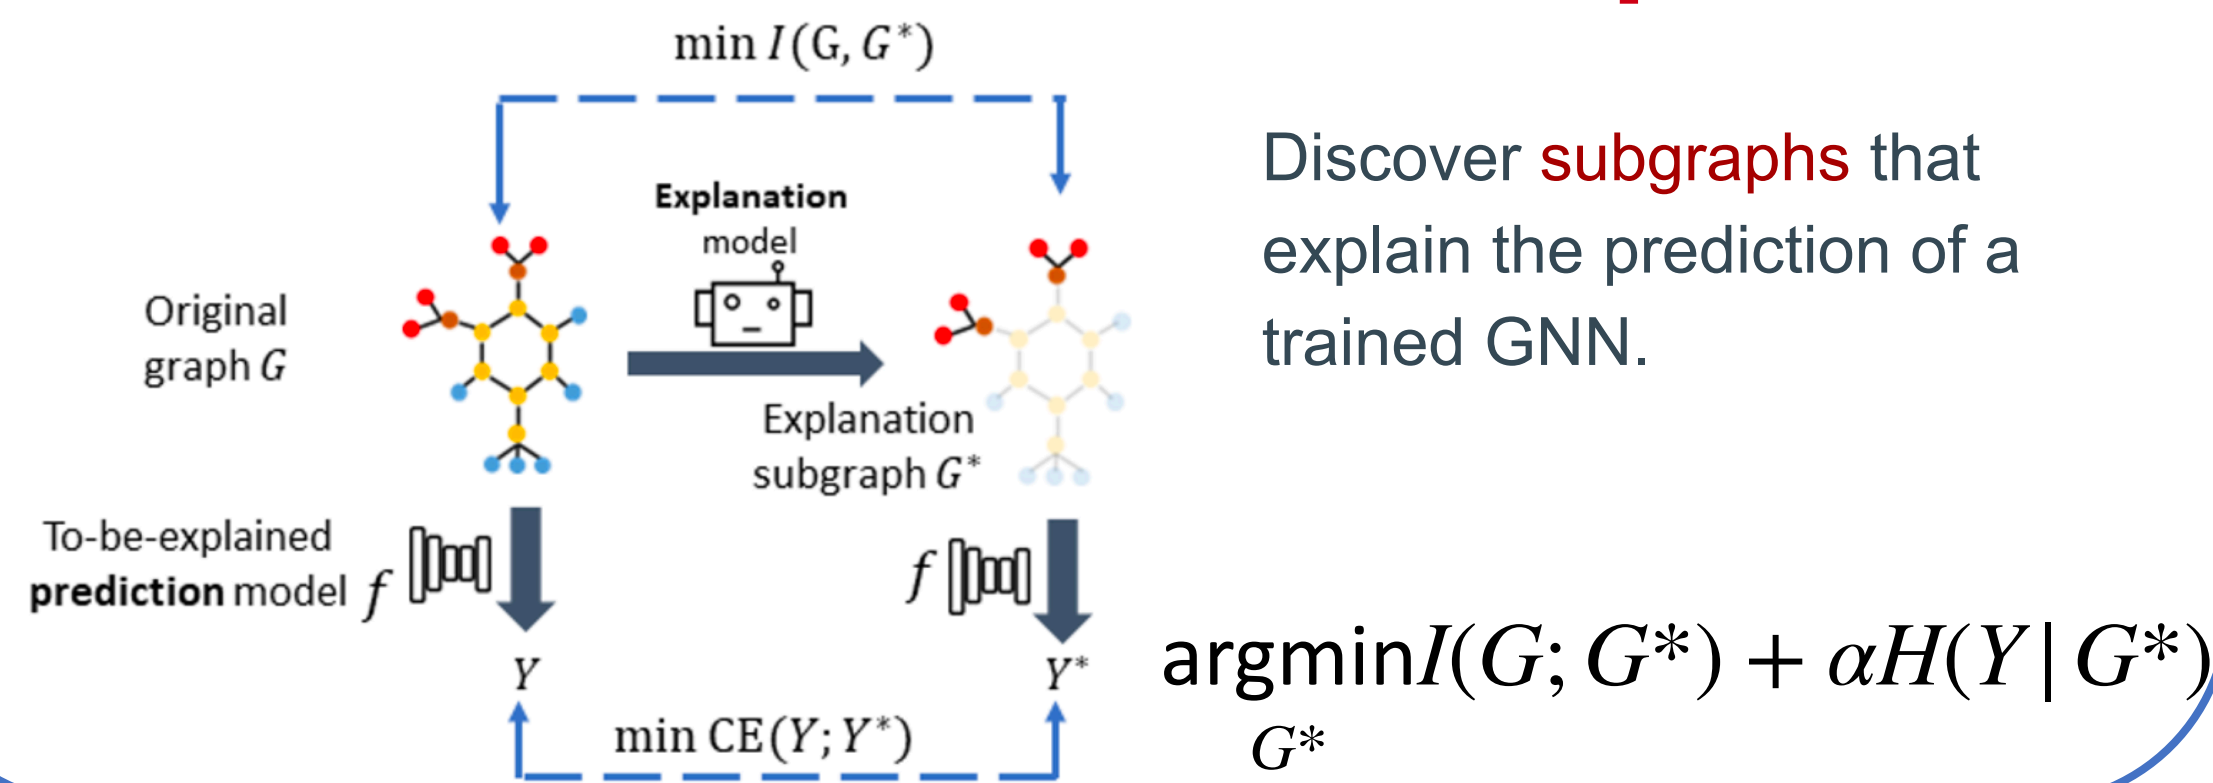 min I(G, G*)
Explanation
model
Original
graph G
Explanation
subgraph G*
To-be-explained
prediction model f
f
Y
Y*
min CE(Y; Y*)
Discover subgraphs that
explain the prediction of a
trained GNN.
argmin I(G; G*) + αH(Y | G*)
G*